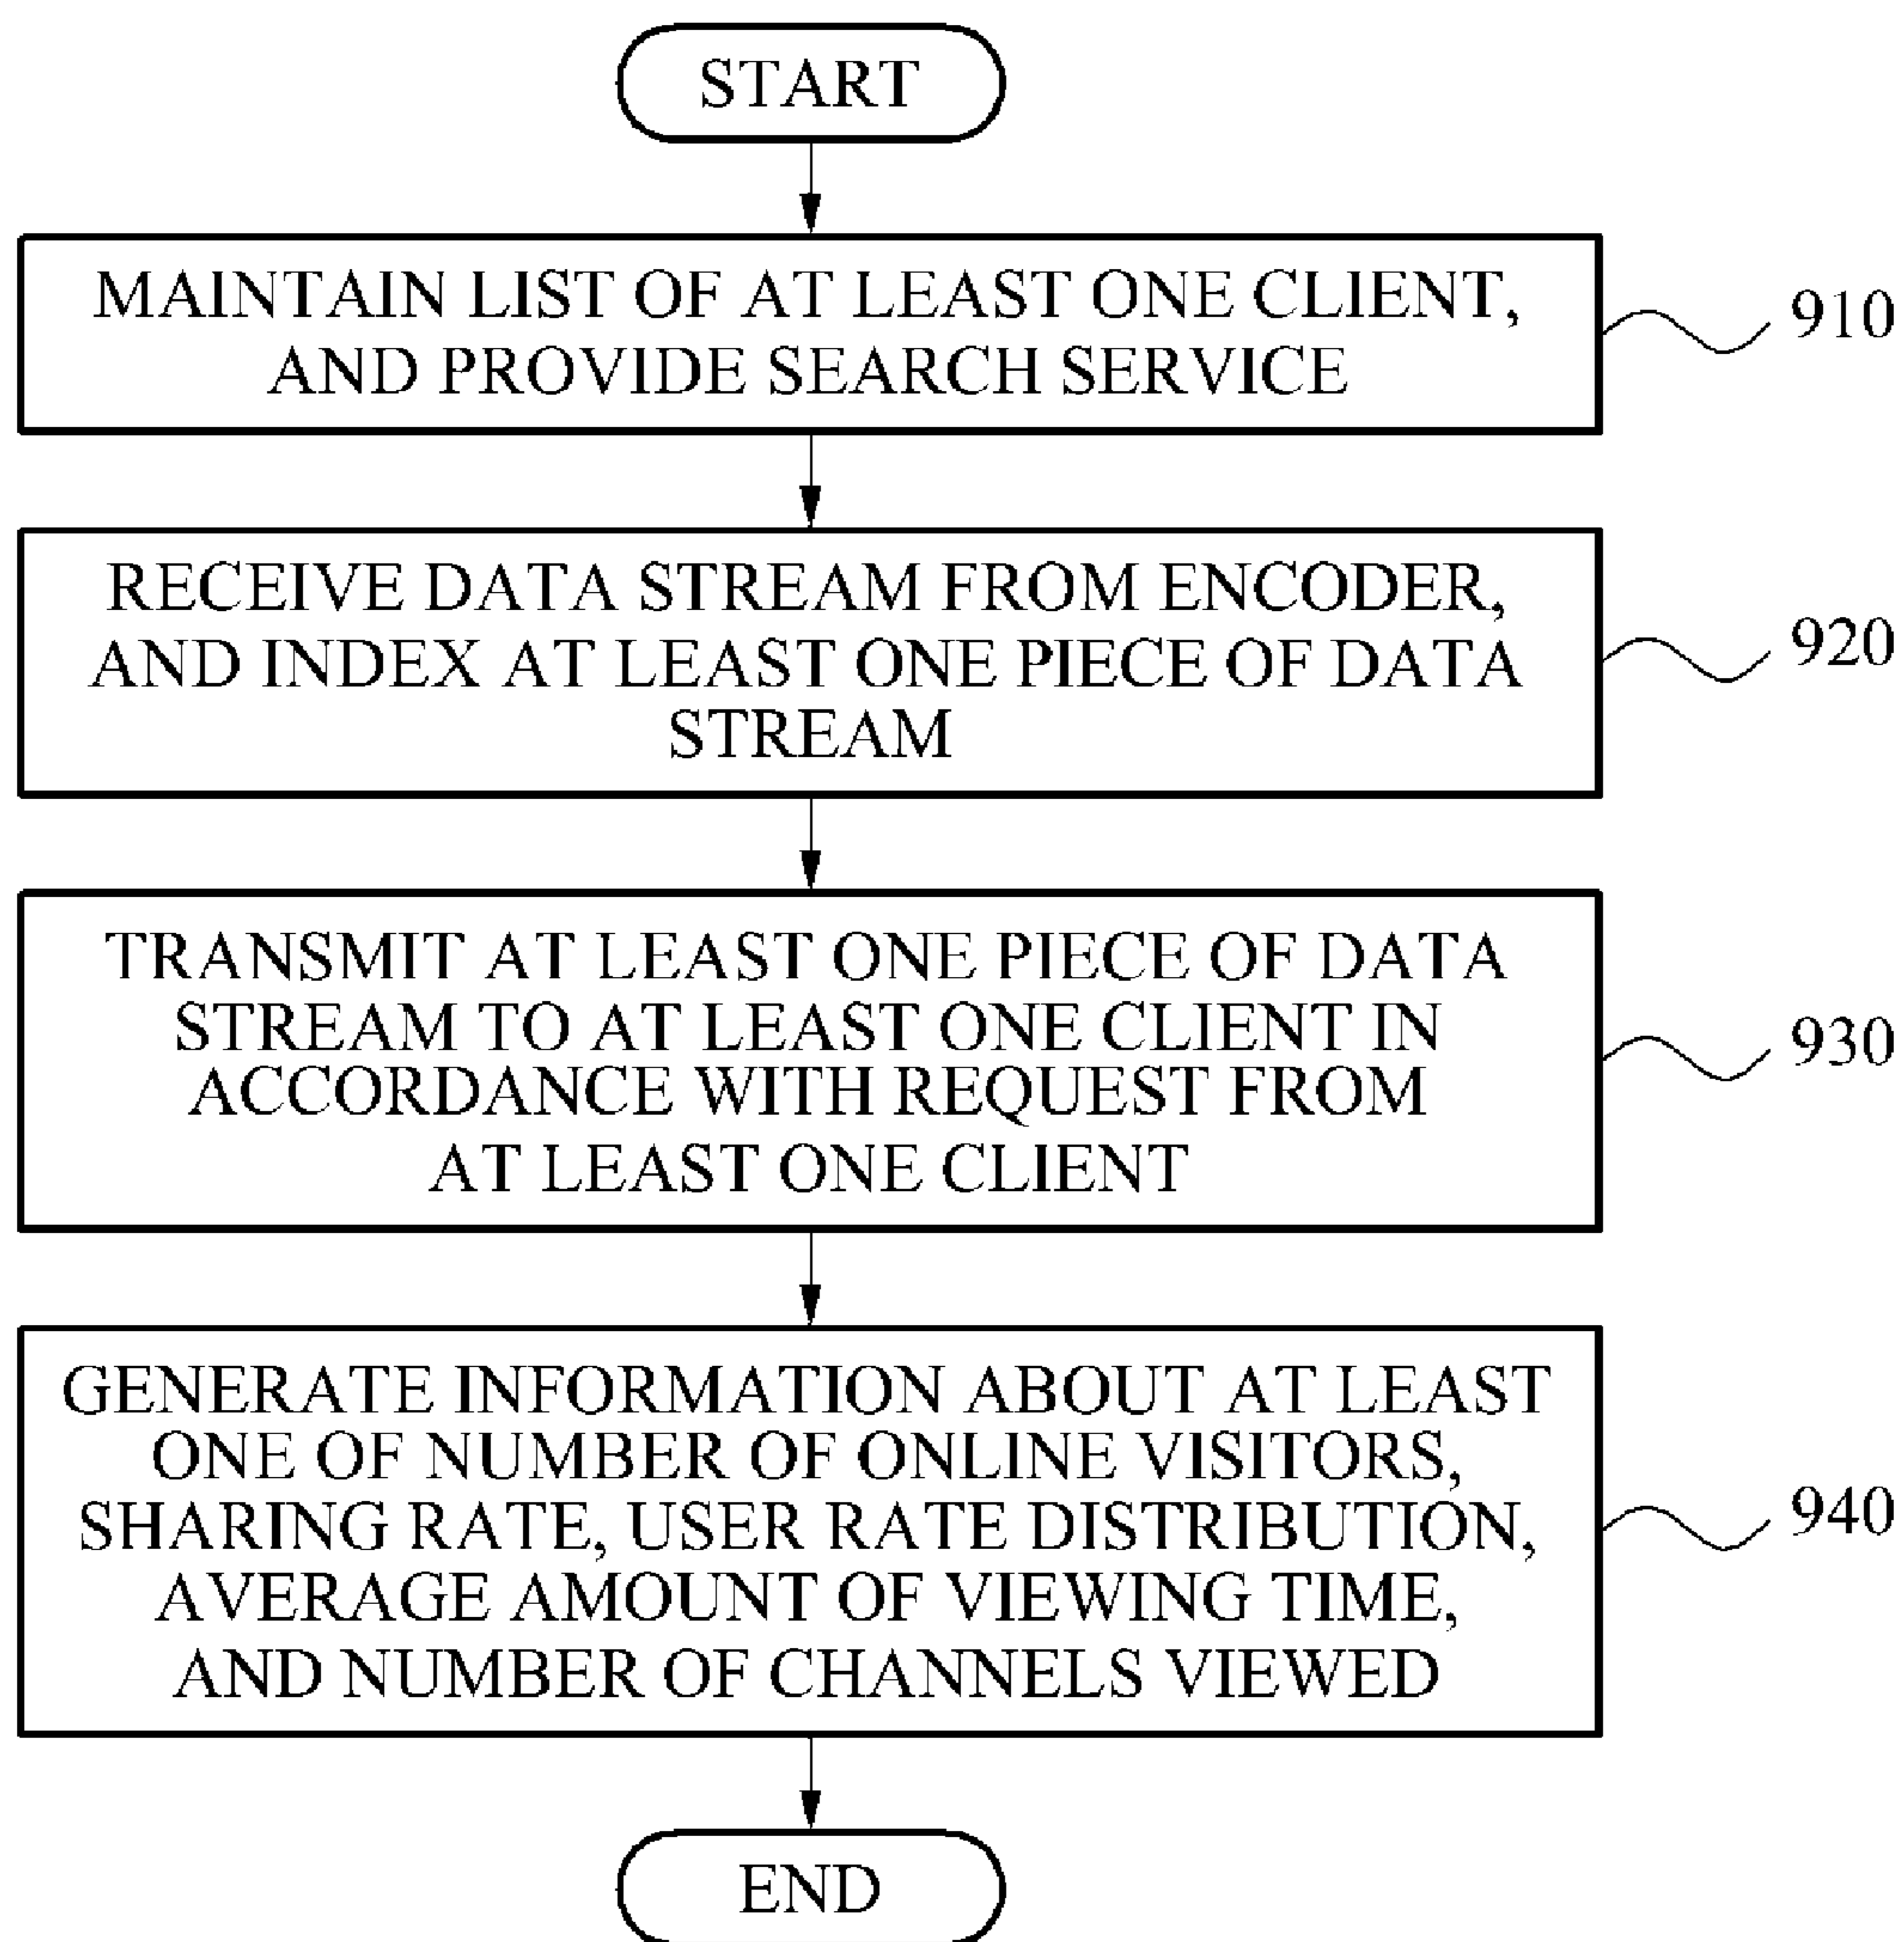 START
MAINTAIN LIST OF AT LEAST ONE CLIENT,
AND PROVIDE SEARCH SERVICE
910
RECEIVE DATA STREAM FROM ENCODER,
AND INDEX AT LEAST ONE PIECE OF DATA
STREAM
920
TRANSMIT AT LEAST ONE PIECE OF DATA
STREAM TO AT LEAST ONE CLIENT IN
ACCORDANCE WITH REQUEST FROM
AT LEAST ONE CLIENT
930
GENERATE INFORMATION ABOUT AT LEAST
ONE OF NUMBER OF ONLINE VISITORS,
SHARING RATE, USER RATE DISTRIBUTION,
AVERAGE AMOUNT OF VIEWING TIME,
AND NUMBER OF CHANNELS VIEWED
940
END